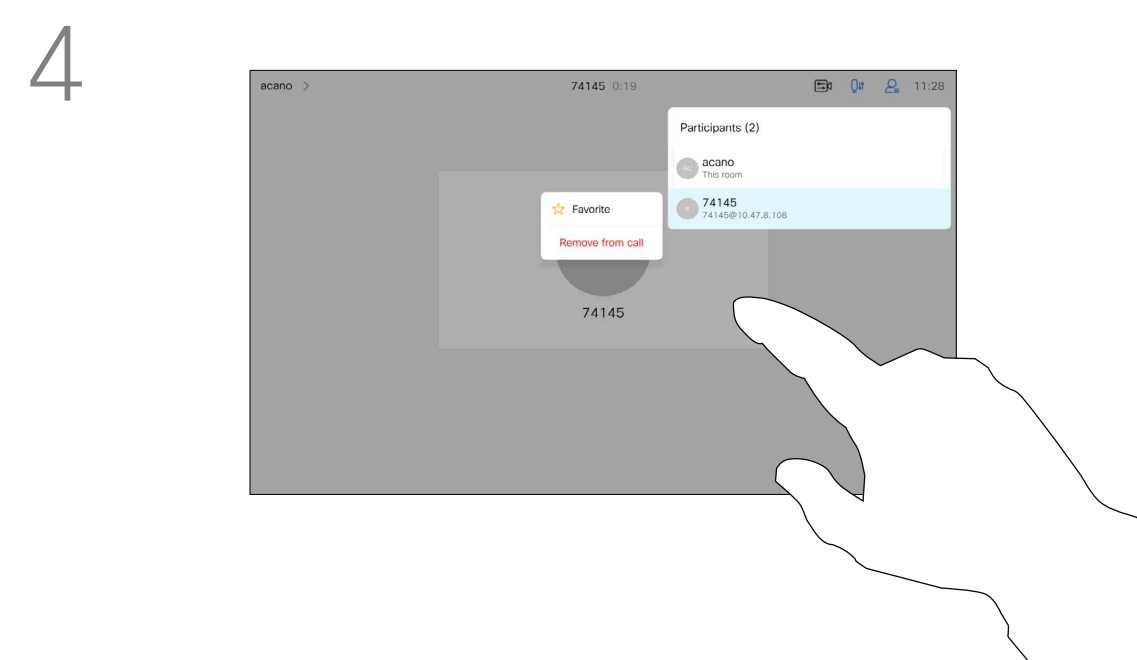 4
acano >
74145 0:19
11:28
Participants (2)
AC
acano
This room
74145
74145@10.47.8.108
Favorite
Remove from call
74145